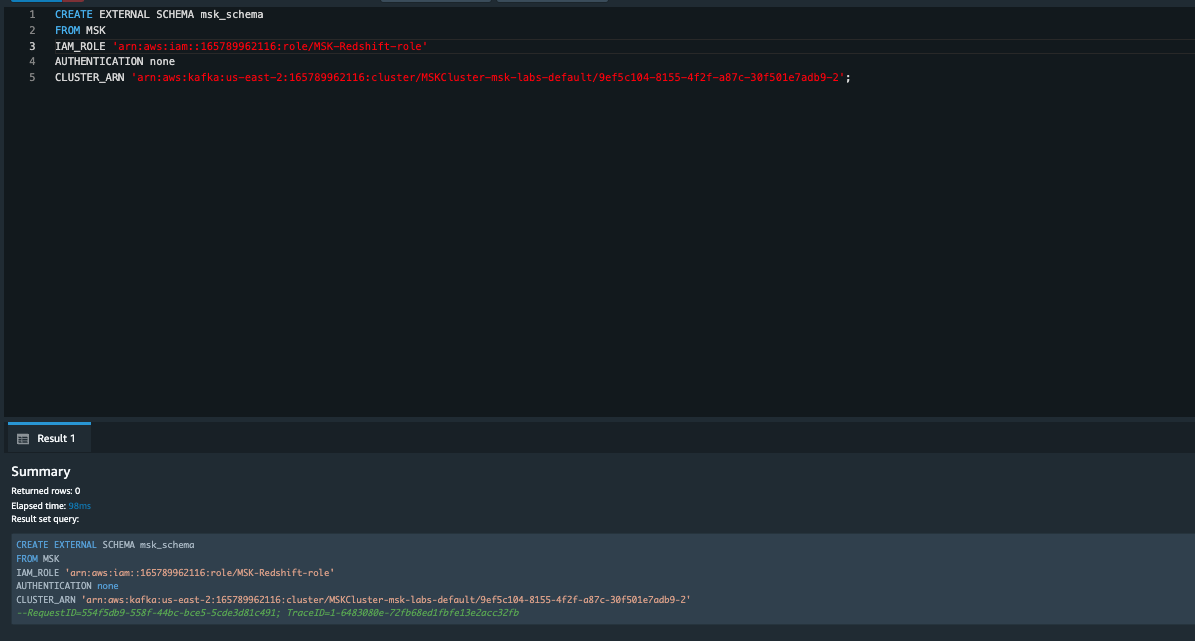 1 CREATE EXTERNAL SCHEMA msk_schema
2 FROM MSK
3 IAM_ROLE 'arn:aws:iam::165789962116:role/MSK-Redshift-role'
4 AUTHENTICATION none
5 CLUSTER_ARN 'arn:aws:kafka:us-east-2:165789962116:cluster/MSKCluster-msk-labs-default/9ef5c104-8155-4f2f-a87c-30f501e7adb9-2';
Result 1
Summary
Returned rows: 0
Elapsed time: 98ms
Result set query:
CREATE EXTERNAL SCHEMA msk_schema
FROM MSK
IAM_ROLE 'arn:aws:iam::165789962116:role/MSK-Redshift-role'
AUTHENTICATION none
CLUSTER_ARN 'arn:aws:kafka:us-east-2:165789962116:cluster/MSKCluster-msk-labs-default/9ef5c104-8155-4f2f-a87c-30f501e7adb9-2'
--RequestID=554f5db9-558f-44bc-bce5-5cde3d81c491; TraceID=1-6483080e-72fb68ed1fbfe13e2acc32fb